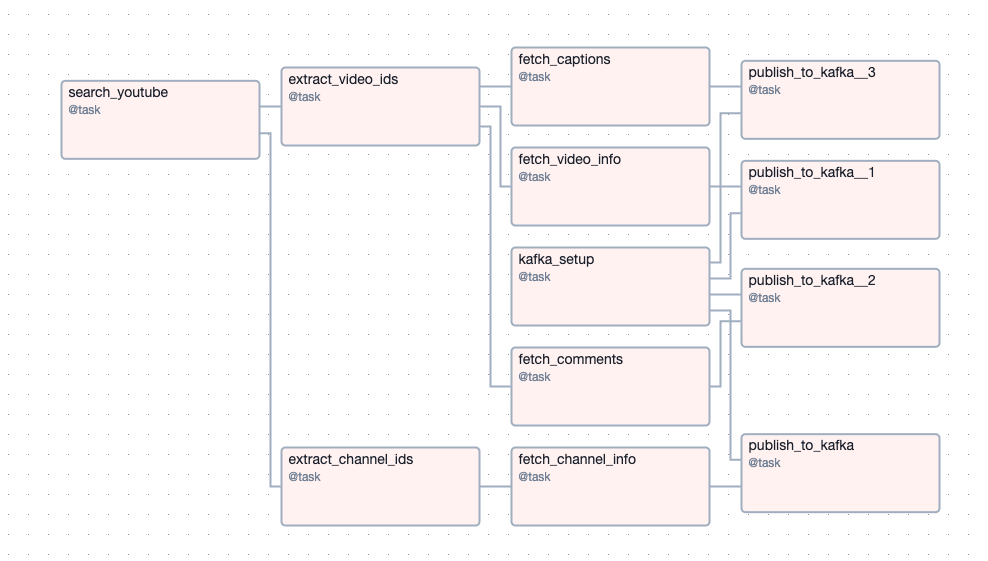 search_youtube
@task
extract_video_ids
@task
fetch_captions
@task
publish_to_kafka__3
@task
fetch_video_info
@task
publish_to_kafka__1
@task
kafka_setup
@task
publish_to_kafka__2
@task
fetch_comments
@task
extract_channel_ids
@task
fetch_channel_info
@task
publish_to_kafka
@task